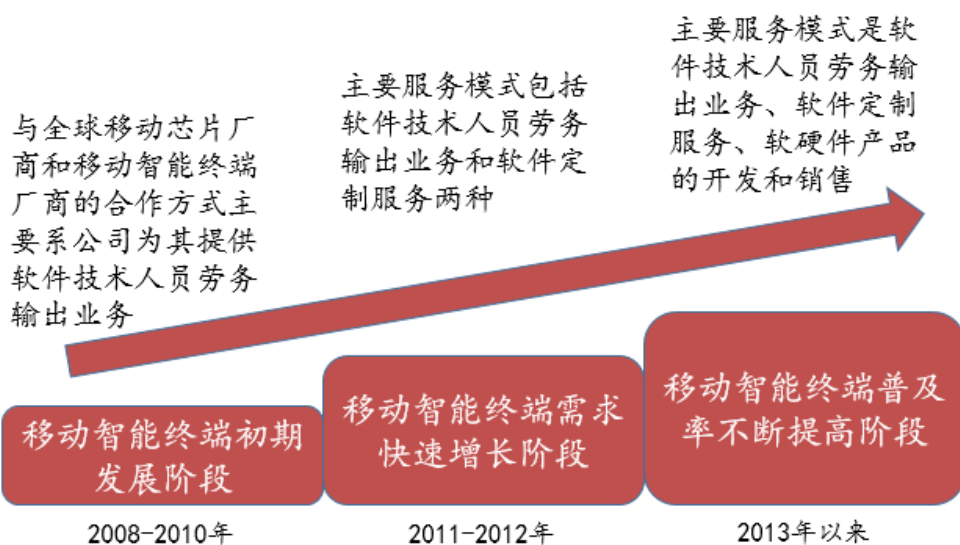 与全球移动芯片厂
商和移动智能终端
厂商的合作方式主
要系公司为其提供
软件技术人员劳务
输出业务
主要服务模式包括
软件技术人员劳务
输出业务和软件定
制服务两种
主要服务模式是软
件技术人员劳务输
出业务、软件定制
服务、软硬件产品
的开发和销售
移动智能终端初期
发展阶段
移动智能终端需求
快速增长阶段
移动智能终端普及
率不断提高阶段
2008-2010年
2011-2012年
2013年以来